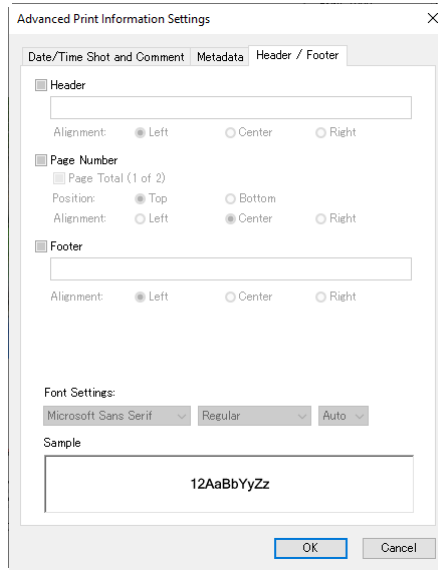 Advanced Print Information Settings
Date/Time Shot and Comment Metadata Header / Footer
Header
Alignment: Left Center Right
Page Number
Page Total (1 of 2)
Position: Top Bottom
Alignment: Left Center Right
Footer
Alignment: Left Center Right
Font Settings:
Microsoft Sans Serif Regular Auto
Sample
12AaBbYyZz
OK Cancel